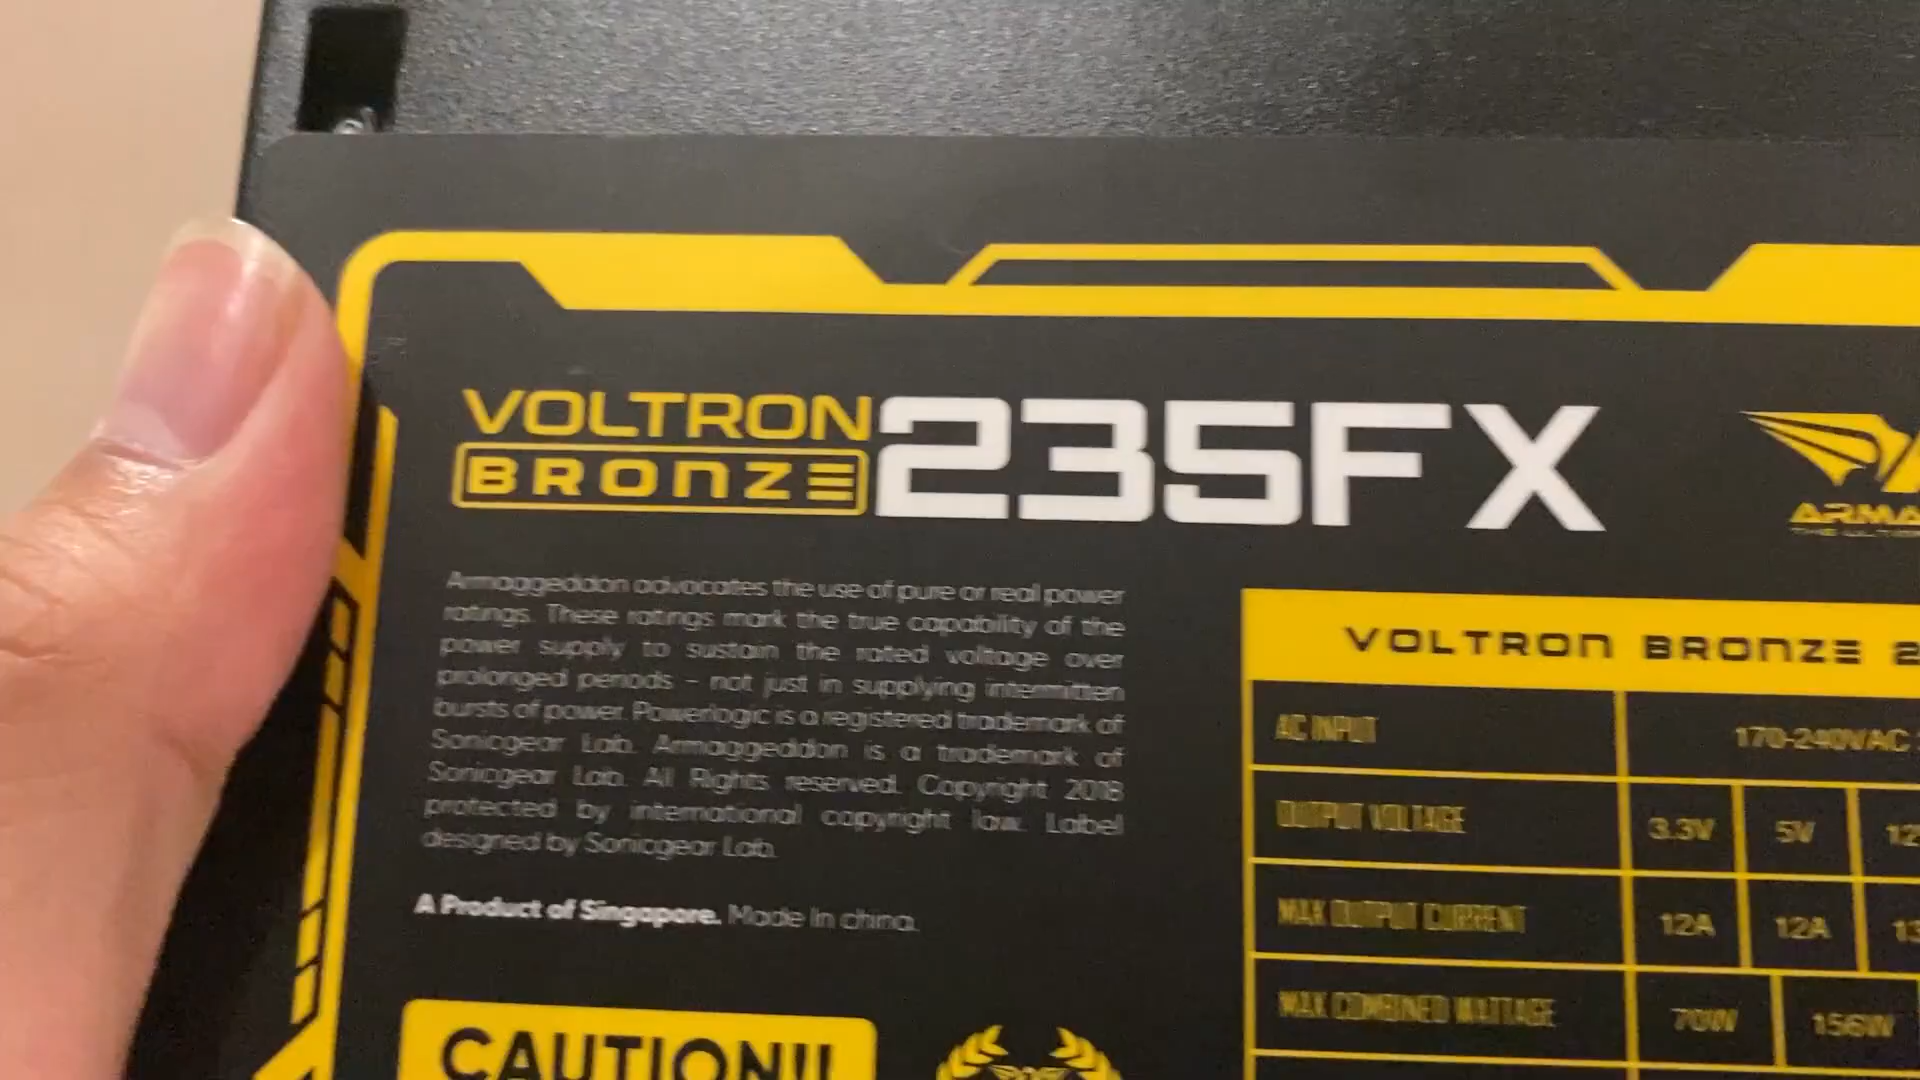 VOLTRON
BRONZE
235FX
ARMA
Armaggeddon advocates the use of pure or real power
ratings. These ratings mark the true capability of the
power supply to sustain the rated voltage over
prolonged periods - not just in supplying intermitten
bursts of power. Powerlogic is a registered trademark of
Sonicgear Lab. Armaggeddon is a trademark of
Sonicgear Lab. All Rights reserved. Copyright 2018
protected by international copyright law. Label
designed by Sonicgear Lab.
A Product of Singapore. Made In china.
CAUTION!!
VOLTRON BRONZE 2
AC INPUT 170-240VAC
OUTPUT VOLTAGE 3.3V 5V 12
MAX OUTPUT CURRENT 12A 12A 13
MAX COMBINED WATTAGE 70W 156W